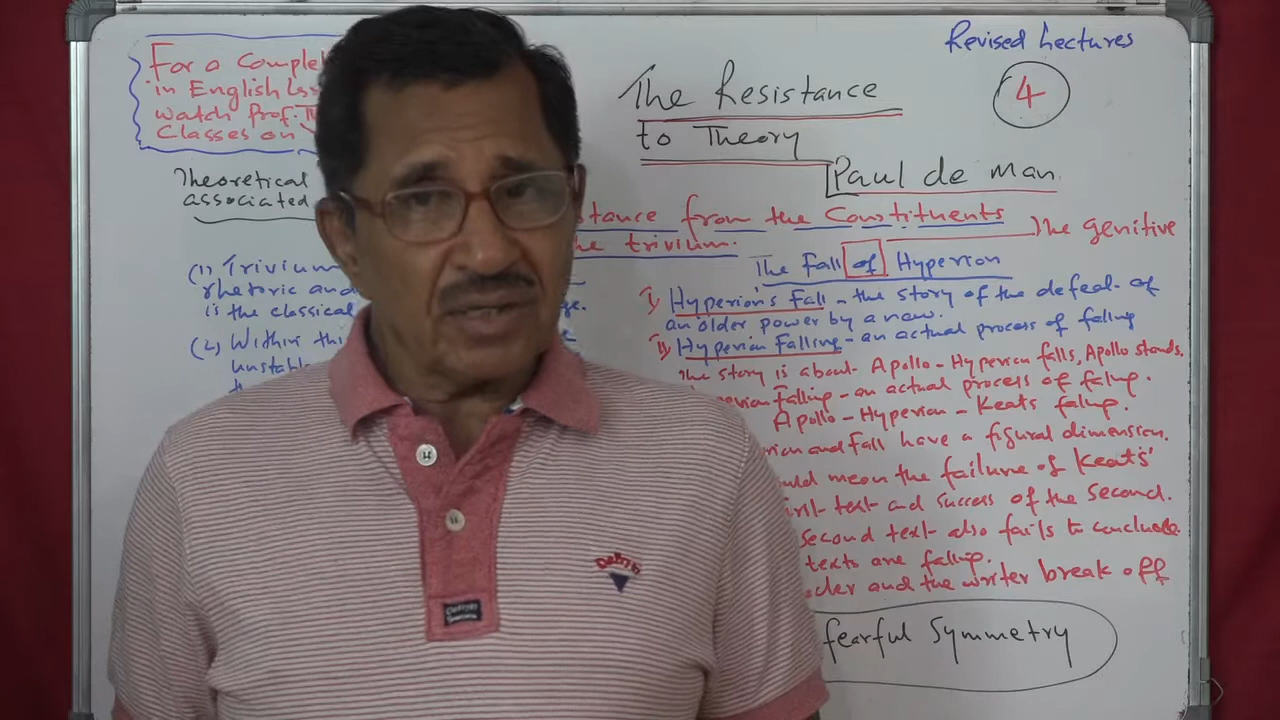 Revised Lectures
4
For a Comple
in English
watch Prof.
Classes on
The Resistance
to Theory
Paul de Man
Theoretical
associated
stance from the Constituents
he trivium.
The genitive
The Fall of Hyperion
(1) Trivium
rhetoric and
is the classical
ge.
(2) Within thi
unstabl
I) Hyperion's Fall - the story of the defeat of
an older power by a new.
II) Hyperion Falling - an actual process of falling
The story is about Apollo - Hyperion falls, Apollo stands.
erion falling - an actual process of falling.
Apollo - Hyperion - Keats falling.
rion and Fall have a figural dimension.
uld mean the failure of Keats'
irst text and success of the second.
second text also fails to conclude.
texts are falling.
der and the writer break off
fearful Symmetry